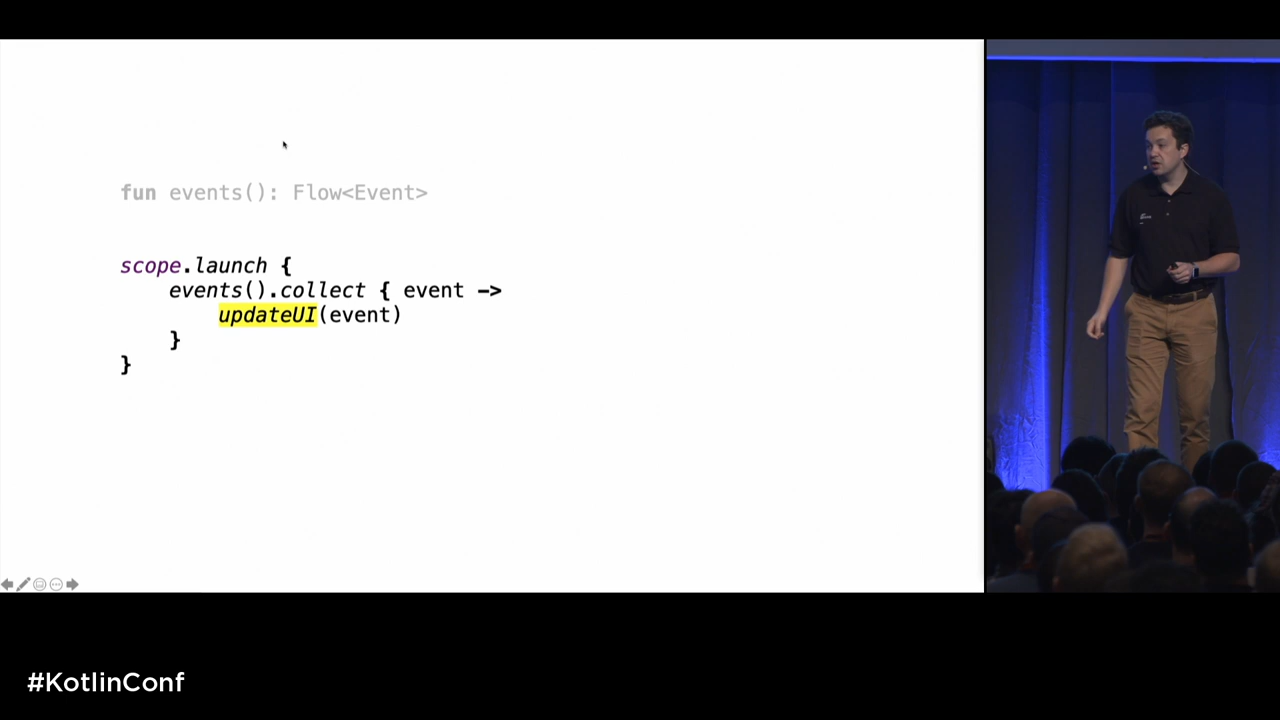 fun events(): Flow<Event>
scope.launch {
    events().collect { event ->
        updateUI(event)
    }
}
#KotlinConf